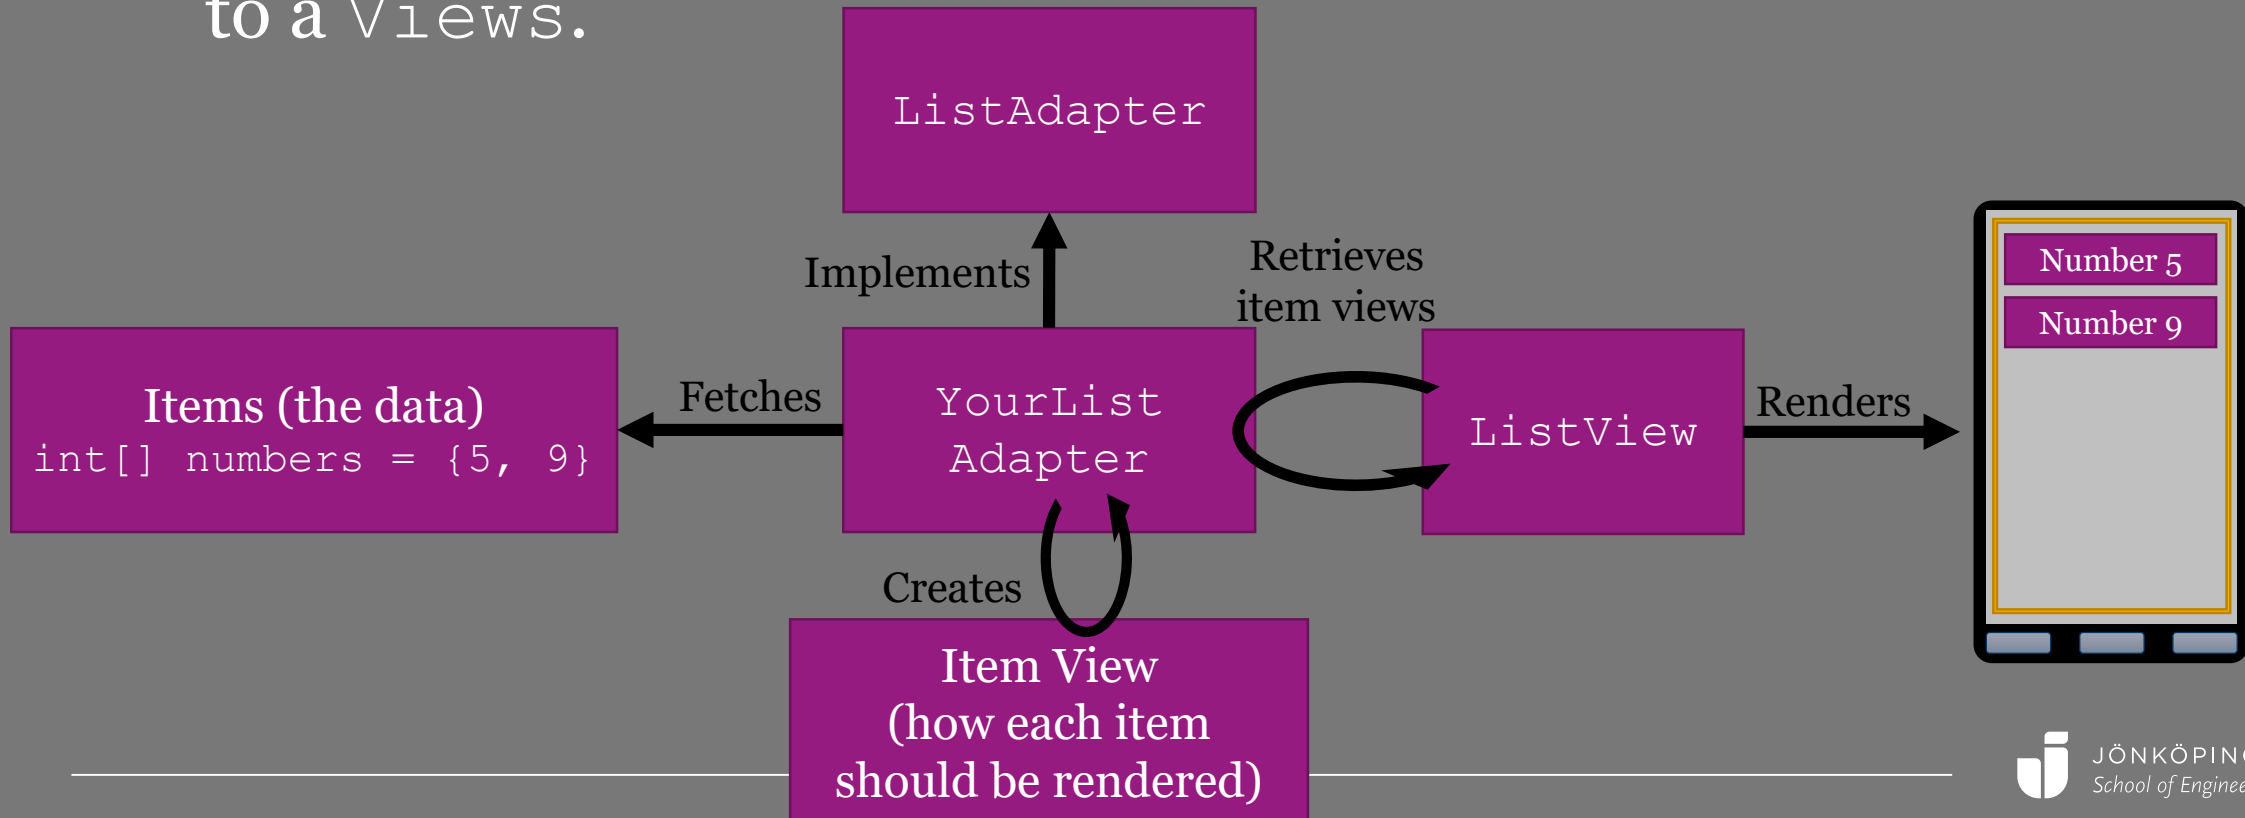 to a Views.
ListAdapter
Implements
Retrieves
item views
Number 5
Number 9
Items (the data)
int[] numbers = {5, 9}
Fetches
YourList
Adapter
ListView
Renders
Creates
Item View
(how each item
should be rendered)
JÖNKÖPING
School of Enginee